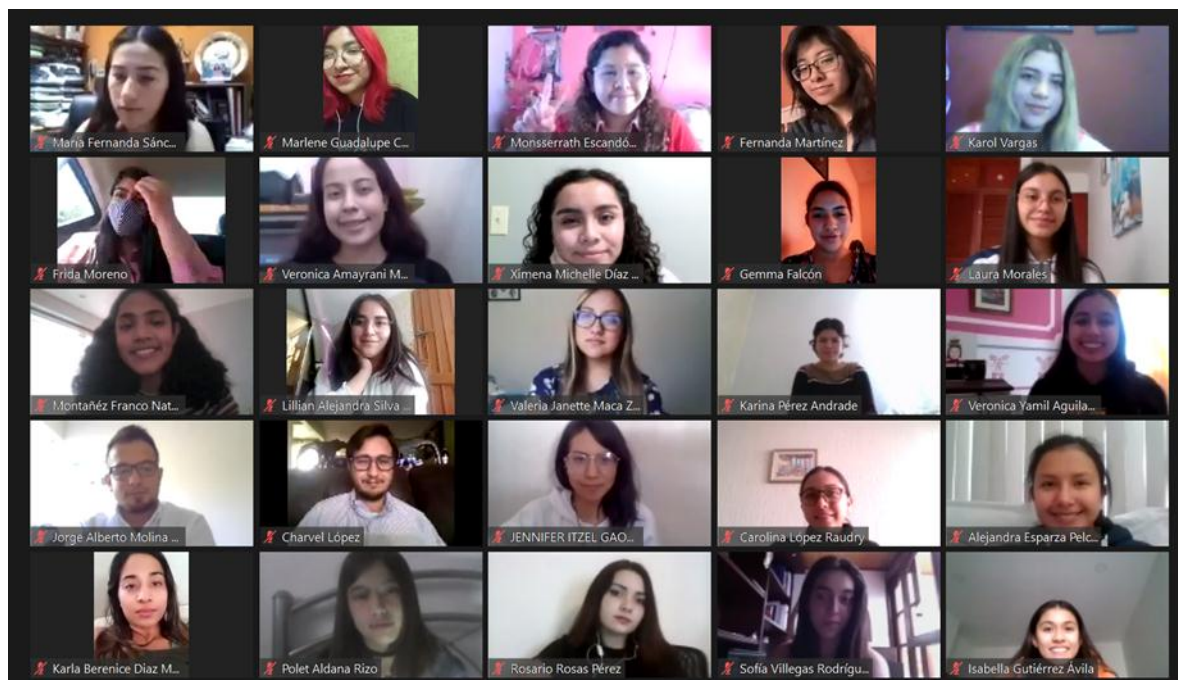 María Fernanda Sánc...
Marlene Guadalupe C...
Monsserrath Escandó...
Fernanda Martínez
Karol Vargas
Frida Moreno
Veronica Amayrani M...
Ximena Michelle Díaz ...
Gemma Falcón
Laura Morales
Montañéz Franco Nat...
Lillian Alejandra Silva ...
Valeria Janette Maca Z...
Karina Pérez Andrade
Veronica Yamil Aguila...
Jorge Alberto Molina ...
Charvel López
JENNIFER ITZEL GAO...
Carolina López Raudry
Alejandra Esparza Pelc...
Karla Berenice Diaz M...
Polet Aldana Rizo
Rosario Rosas Pérez
Sofía Villegas Rodrígu...
Isabella Gutiérrez Ávila